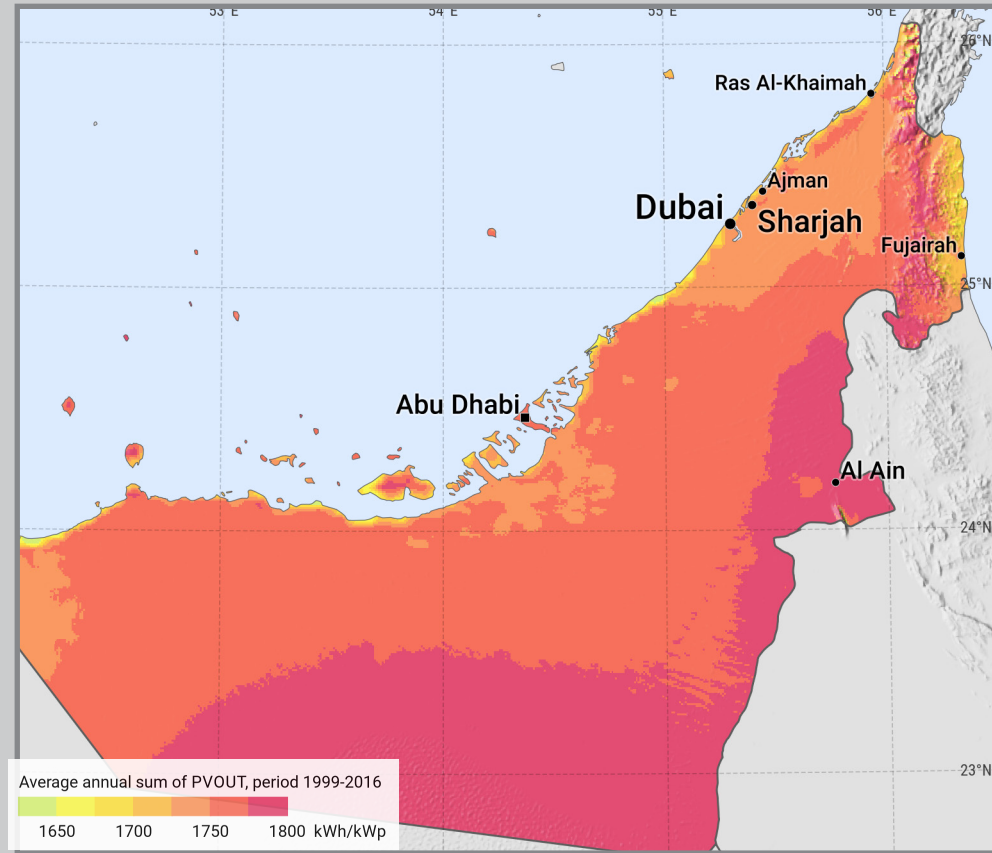 53°E 54°E 55°E 56°E
26°N
Ras Al-Khaimah
Ajman
Dubai
Sharjah
Fujairah
25°N
Abu Dhabi
Al Ain
24°N
23°N
Average annual sum of PVOUT, period 1999-2016
1650 1700 1750 1800 kWh/kWp